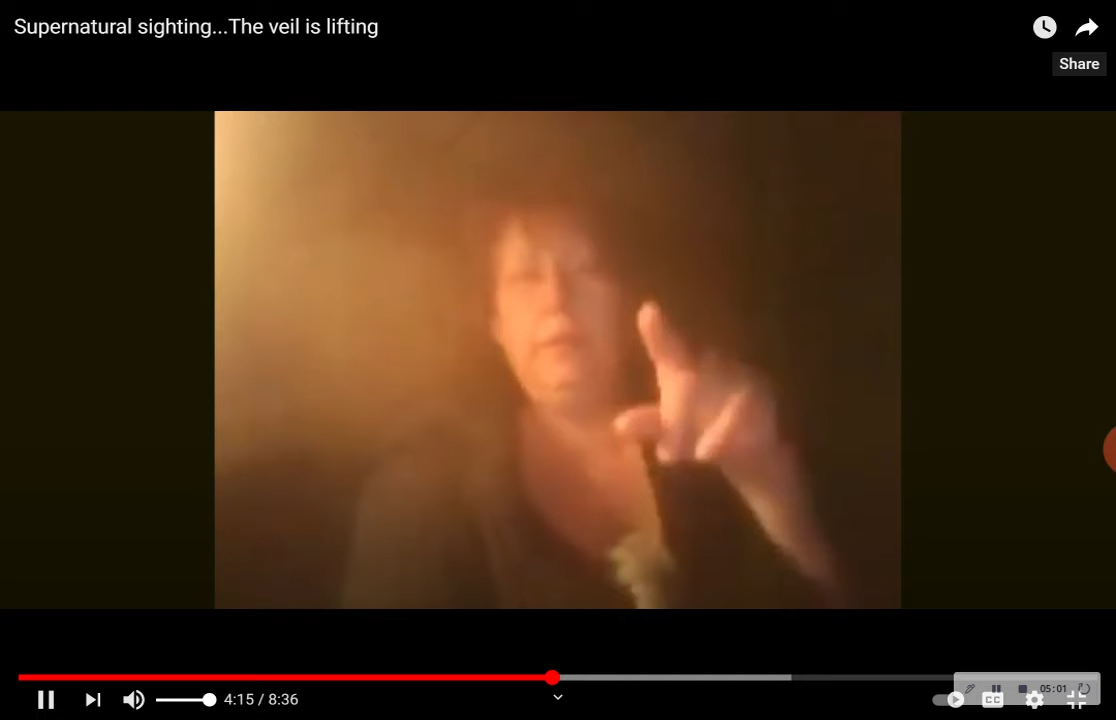 Supernatural sighting...The veil is lifting
Share
4:15 / 8:36
05:01
CC